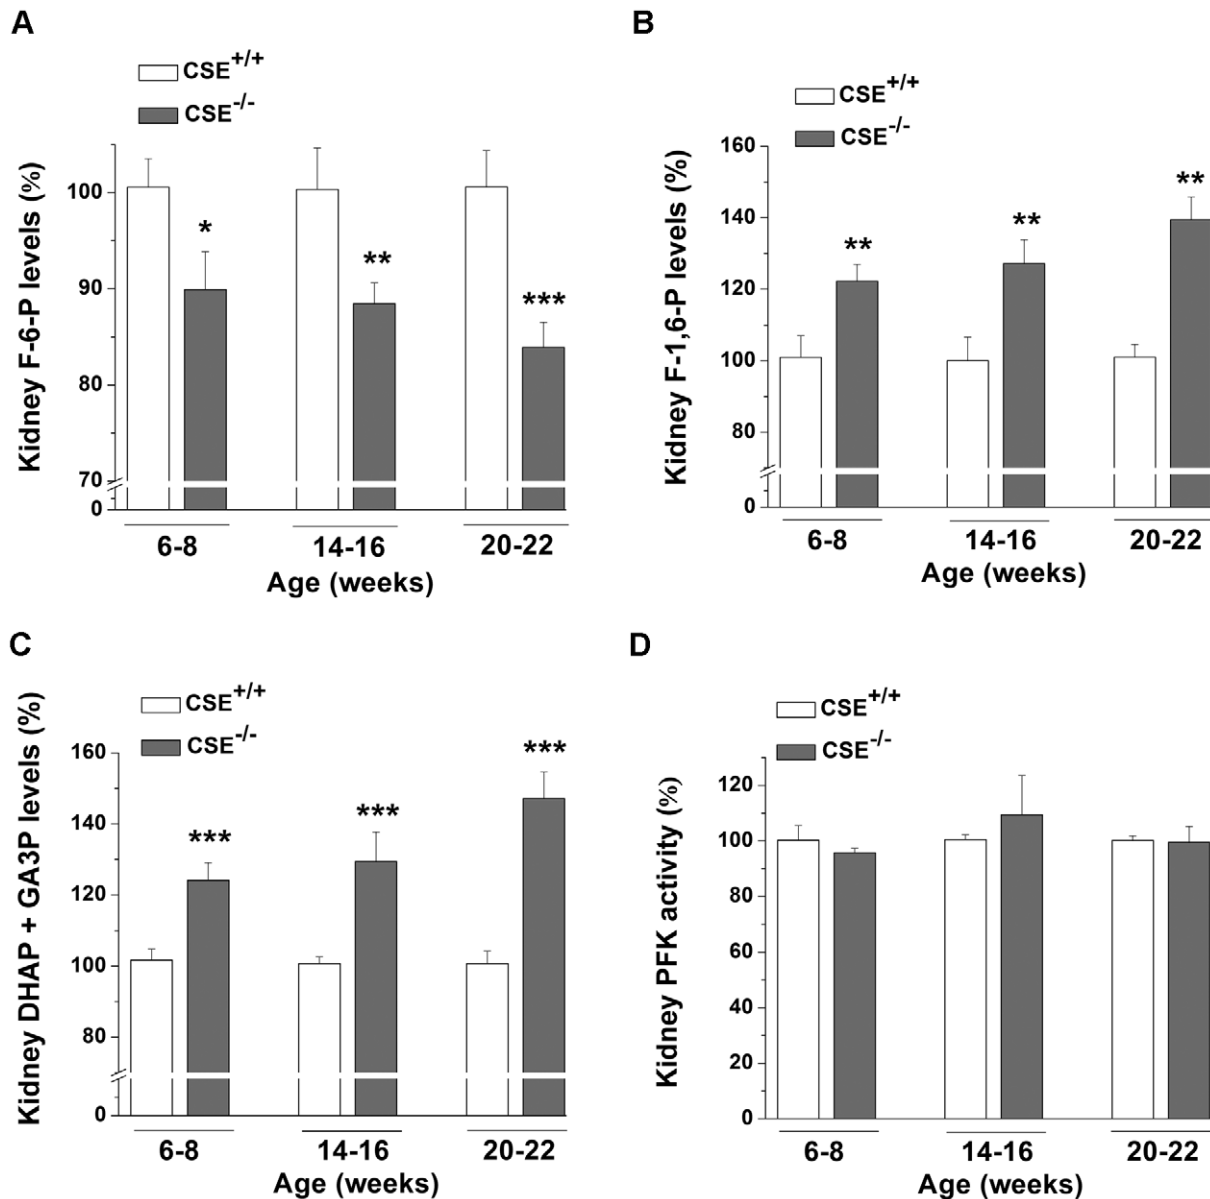 A
CSE+/+
CSE-/-
Kidney F-6-P levels (%)
100
90
80
70
0
*
**
***
6-8
14-16
20-22
Age (weeks)
B
CSE+/+
CSE-/-
Kidney F-1,6-P levels (%)
160
140
120
100
80
0
**
**
**
6-8
14-16
20-22
Age (weeks)
C
CSE+/+
CSE-/-
Kidney DHAP + GA3P levels (%)
160
140
120
100
80
0
***
***
***
6-8
14-16
20-22
Age (weeks)
D
CSE+/+
CSE-/-
Kidney PFK activity (%)
120
100
80
60
40
20
0
6-8
14-16
20-22
Age (weeks)